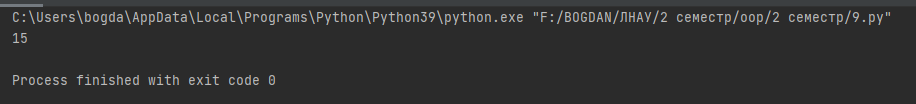 C:\Users\bogda\AppData\Local\Programs\Python\Python39\python.exe "F:/BOGDAN/ЛНАУ/2 семестр/oop/2 семестр/9.py"
15
Process finished with exit code 0